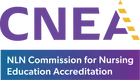 CNEA
NLN Commission for Nursing
Education Accreditation